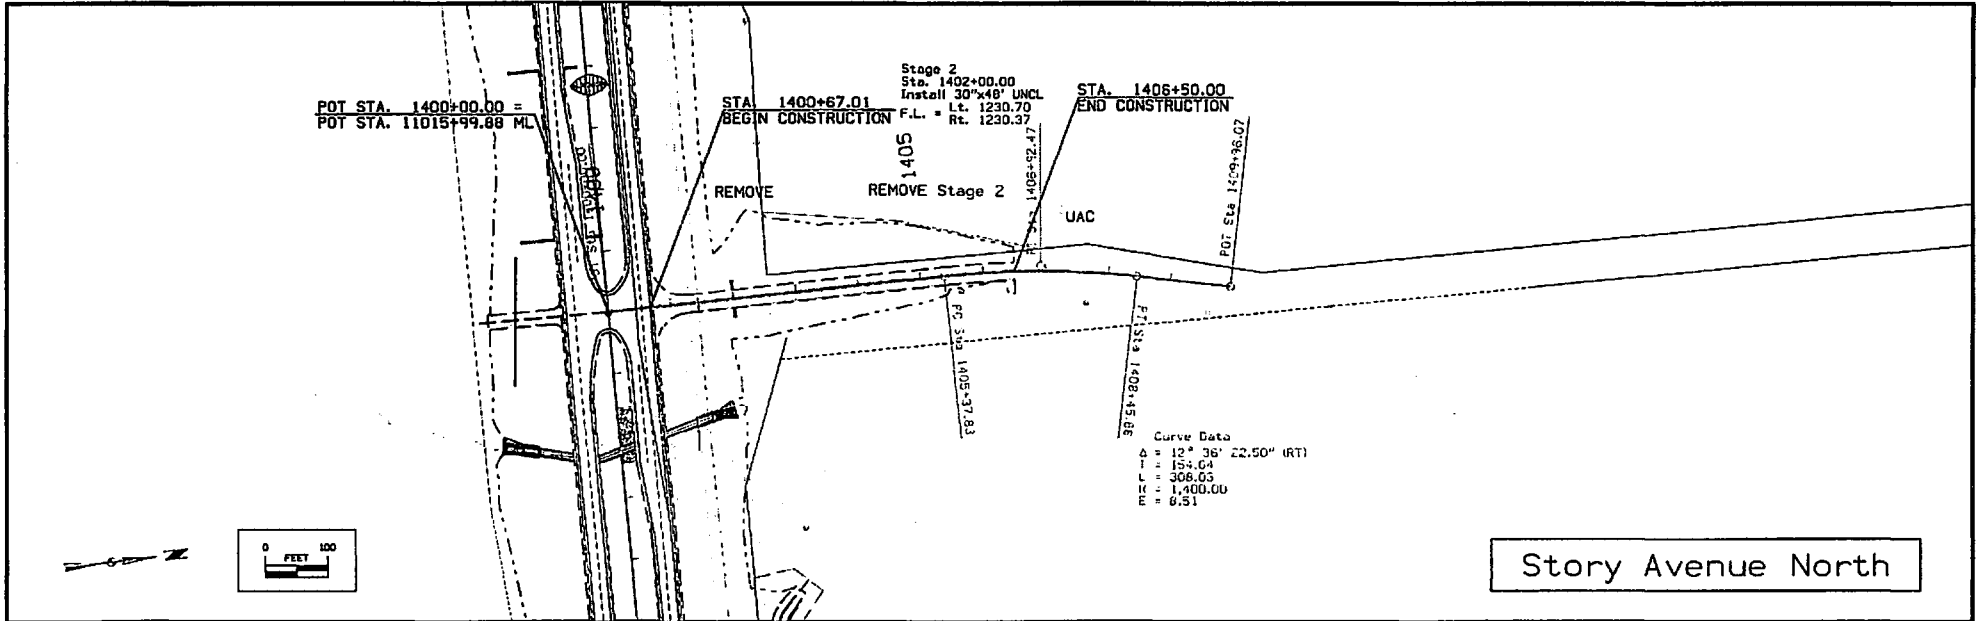 POT STA. 1400+00.00 =
POT STA. 11015+99.88 ML
STA. 1400+67.01
BEGIN CONSTRUCTION
Stage 2
Sta. 1402+00.00
Install 30"x48' UNCL
F.L. = Lt. 1230.70
Rt. 1230.37
STA. 1406+50.00
END CONSTRUCTION
1405
REMOVE
REMOVE Stage 2
UAC
Sta 1406+92.47
POT Sta 1409+96.07
PC Sta 1405+37.83
PT Sta 1408+45.86
Curve Data
Δ = 12° 36' 22.50" (RT)
T = 154.64
L = 308.03
R = 1,400.00
E = 8.51
0 100
FEET
N
Story Avenue North